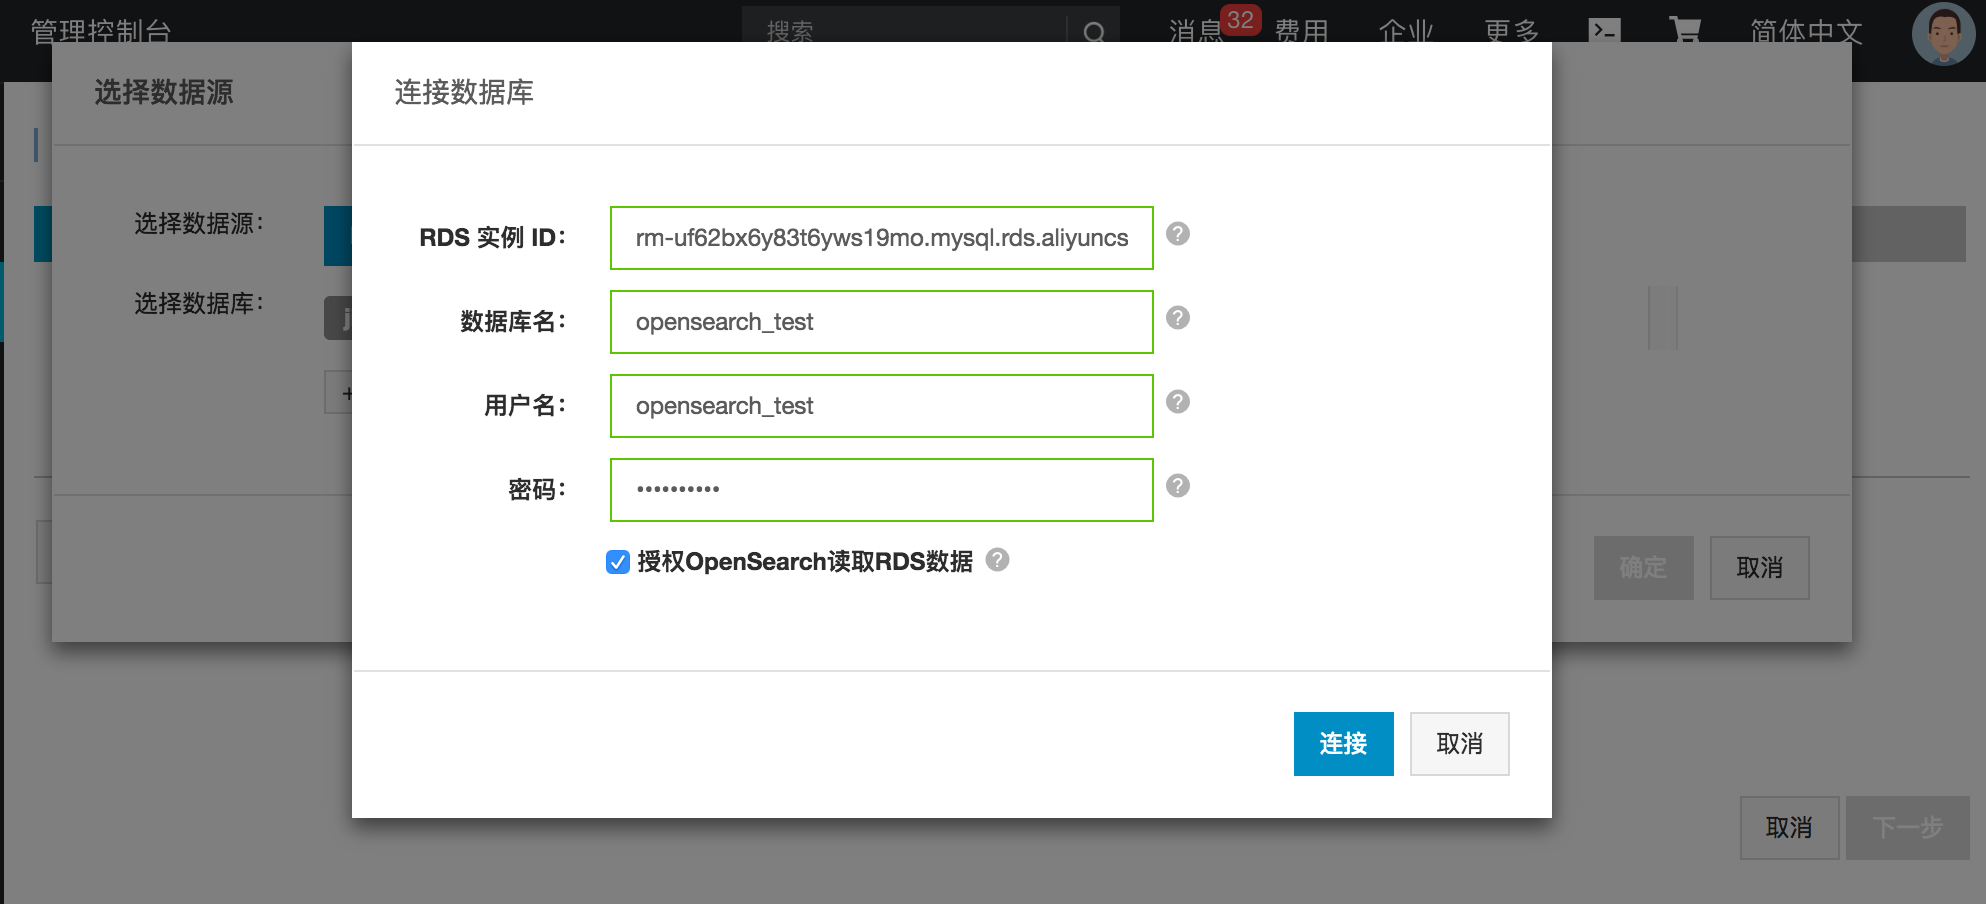 管理控制台
搜索
消息
32
费用
企业
更多
简体中文
选择数据源
连接数据库
选择数据源:
选择数据库:
j
+
RDS 实例 ID:
rm-uf62bx6y83t6yws19mo.mysql.rds.aliyuncs
数据库名:
opensearch_test
用户名:
opensearch_test
密码:
••••••••••
授权OpenSearch读取RDS数据
确定
取消
连接
取消
取消
下一步